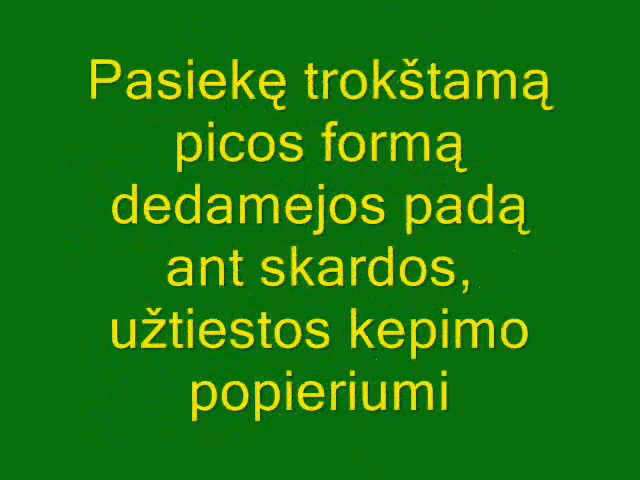 Pasiekę trokštamą
picos formą
dedamejos padą
ant skardos,
užtiestos kepimo
popieriumi